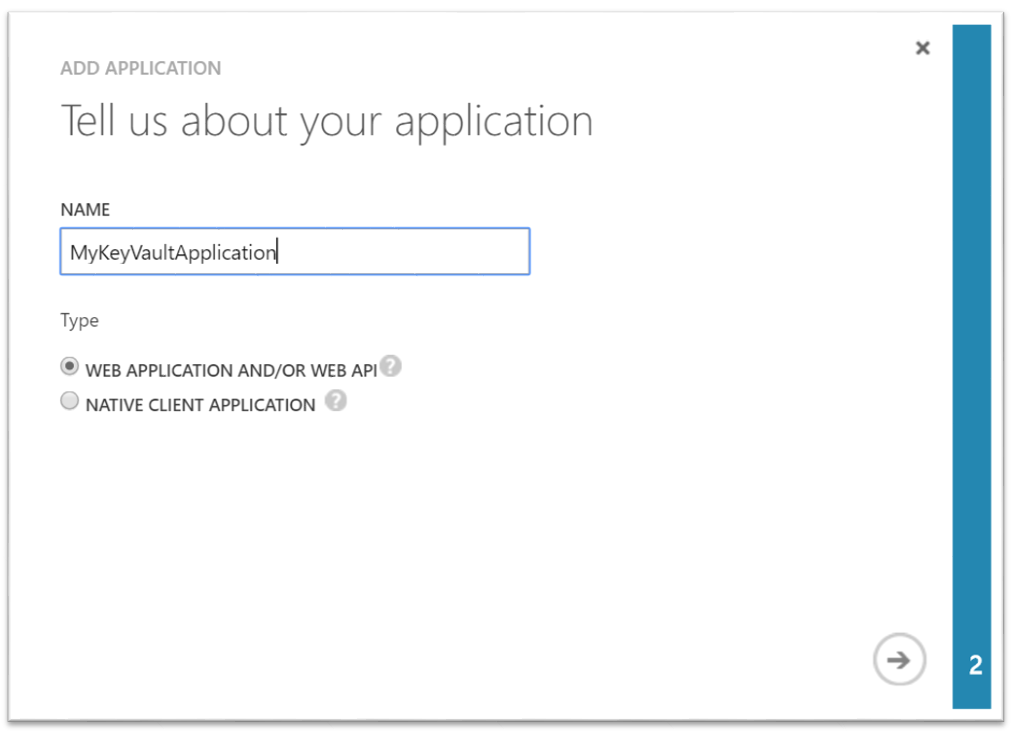 ADD APPLICATION
Tell us about your application
NAME
MyKeyVaultApplication
Type
WEB APPLICATION AND/OR WEB API ?
NATIVE CLIENT APPLICATION ?
2